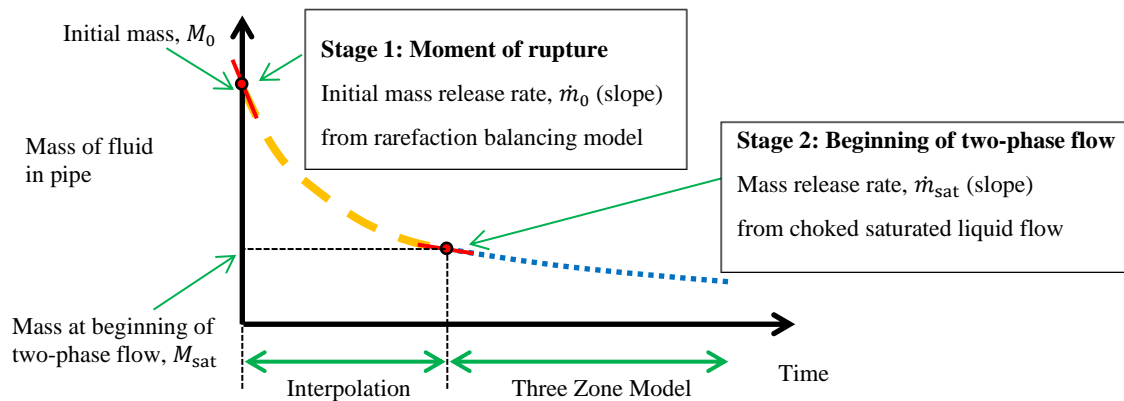 Initial mass, M₀
Stage 1: Moment of rupture
Initial mass release rate, ṁ₀ (slope)
from rarefaction balancing model
Mass of fluid
in pipe
Stage 2: Beginning of two-phase flow
Mass release rate, ṁsat (slope)
from choked saturated liquid flow
Mass at beginning of
two-phase flow, Msat
Interpolation
Three Zone Model
Time